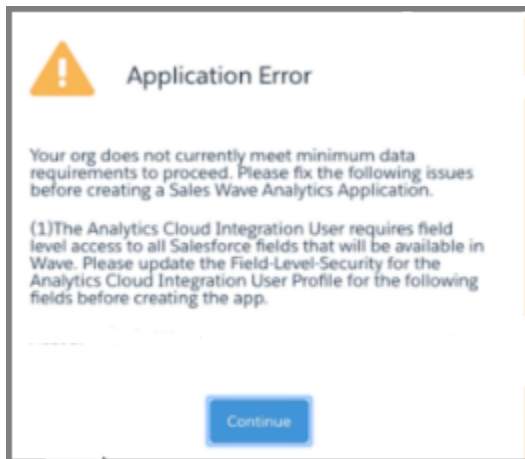 Application Error
Your org does not currently meet minimum data
requirements to proceed. Please fix the following issues
before creating a Sales Wave Analytics Application.
(1)The Analytics Cloud Integration User requires field
level access to all Salesforce fields that will be available in
Wave. Please update the Field-Level-Security for the
Analytics Cloud Integration User Profile for the following
fields before creating the app.
Continue